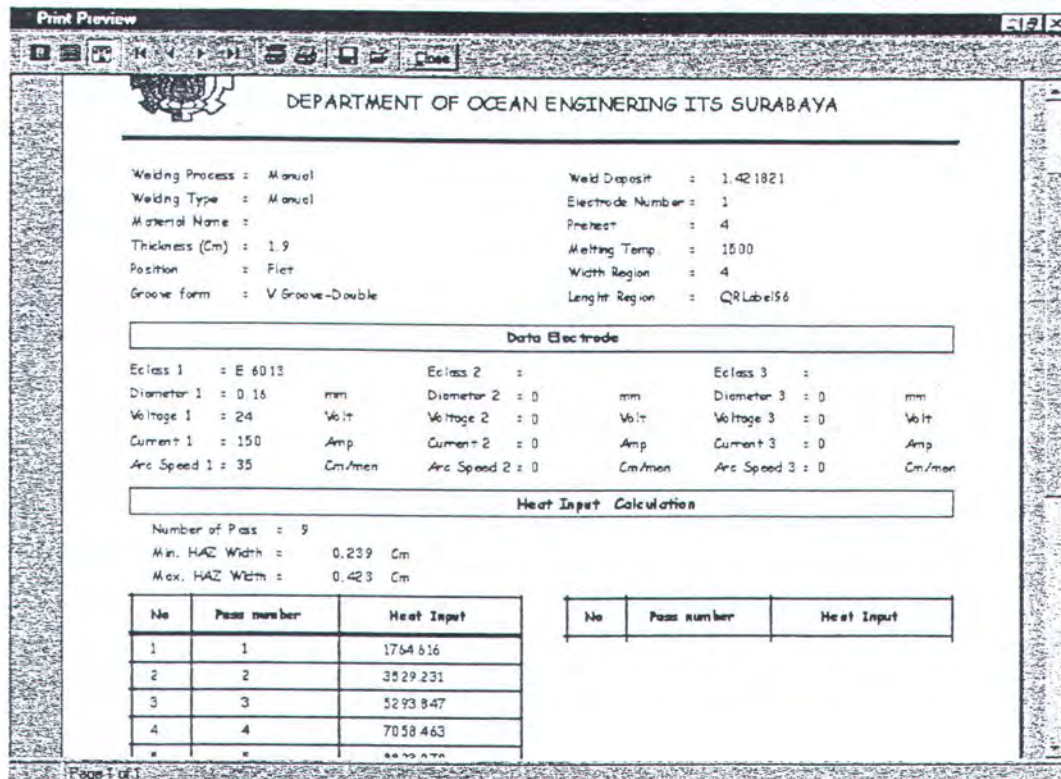 Print Preview
Close
DEPARTMENT OF OCEAN ENGINERING ITS SURABAYA
Welding Process : Manual Weld Deposit : 1.421821
Welding Type : Manual Electrode Number : 1
Material Name : Preheat : 4
Thickness (Cm) : 1.9 Melting Temp. : 1500
Position : Flat Width Region : 4
Groove form : V Groove-Double Lenght Region : QRLabel56
Data Electrode
Eclass 1 : E 6013 Eclass 2 : Eclass 3 :
Diameter 1 : 0.16 mm Diameter 2 : 0 mm Diameter 3 : 0 mm
Voltage 1 : 24 Volt Voltage 2 : 0 Volt Voltage 3 : 0 Volt
Current 1 : 150 Amp Current 2 : 0 Amp Current 3 : 0 Amp
Arc Speed 1 : 35 Cm/men Arc Speed 2 : 0 Cm/men Arc Speed 3 : 0 Cm/men
Heat Input Calculation
Number of Pass : 9
Min. HAZ Width : 0.239 Cm
Max. HAZ Width : 0.423 Cm
No Pass number Heat Input No Pass number Heat Input
1 1 1764.616
2 2 3529.231
3 3 5293.847
4 4 7058.463
Page 1 of 1